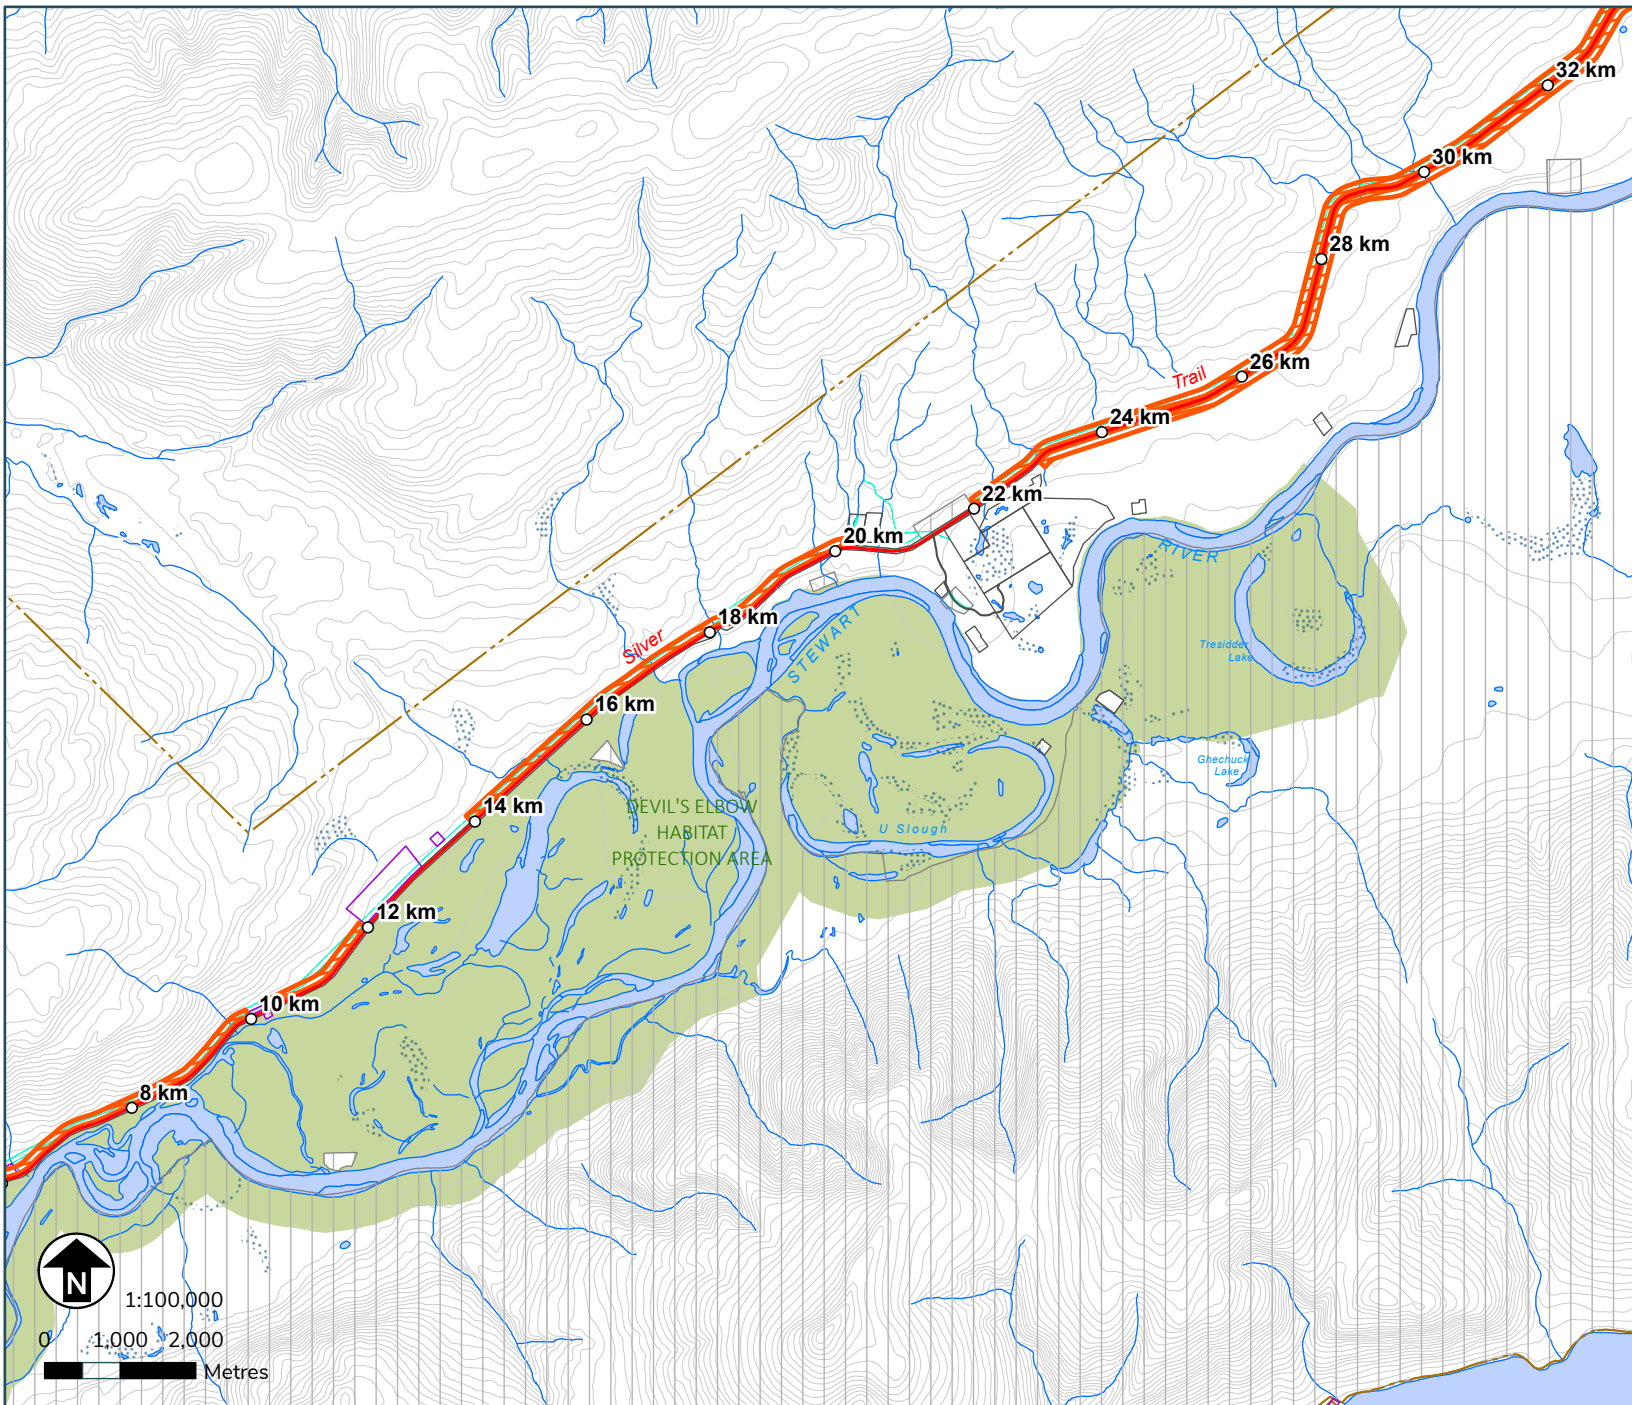 32 km
30 km
28 km
26 km
Trail
24 km
22 km
20 km
RIVER
18 km
STEWART
Silver
Tresidder
Lake
16 km
Ghechuck
Lake
14 km
DEVIL'S ELBOW
HABITAT
PROTECTION AREA
U Slough
12 km
10 km
8 km
N
1:100,000
0 1,000 2,000
Metres